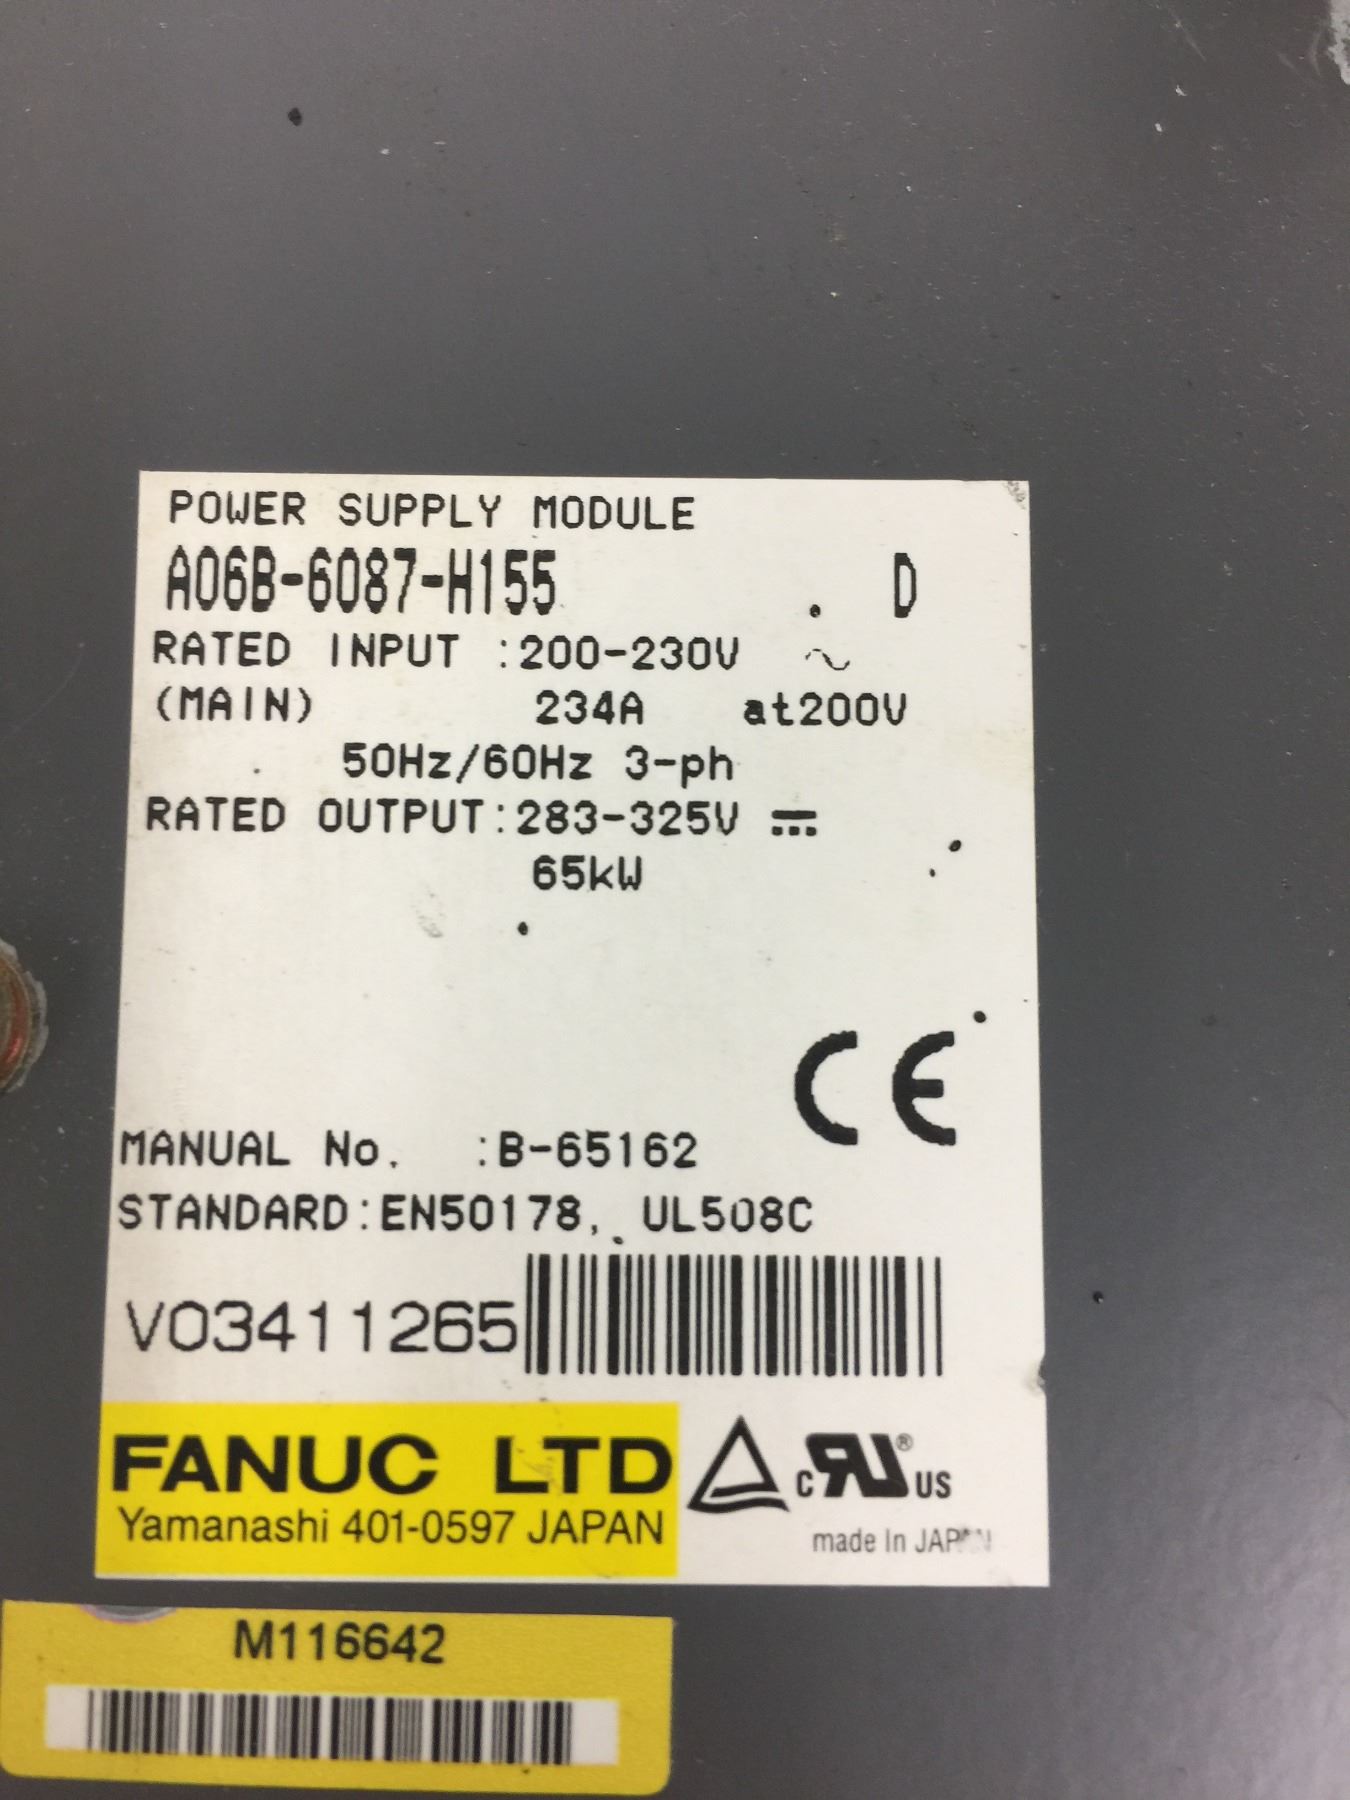 POWER SUPPLY MODULE
A06B-6087-H155 D
RATED INPUT :200-230V ~
(MAIN) 234A at200V
50Hz/60Hz 3-ph
RATED OUTPUT:283-325V ⎓
65kW
CE
MANUAL No. :B-65162
STANDARD:EN50178, UL508C
V03411265
FANUC LTD
Yamanashi 401-0597 JAPAN
c RU ® US
made In JAPAN
M116642